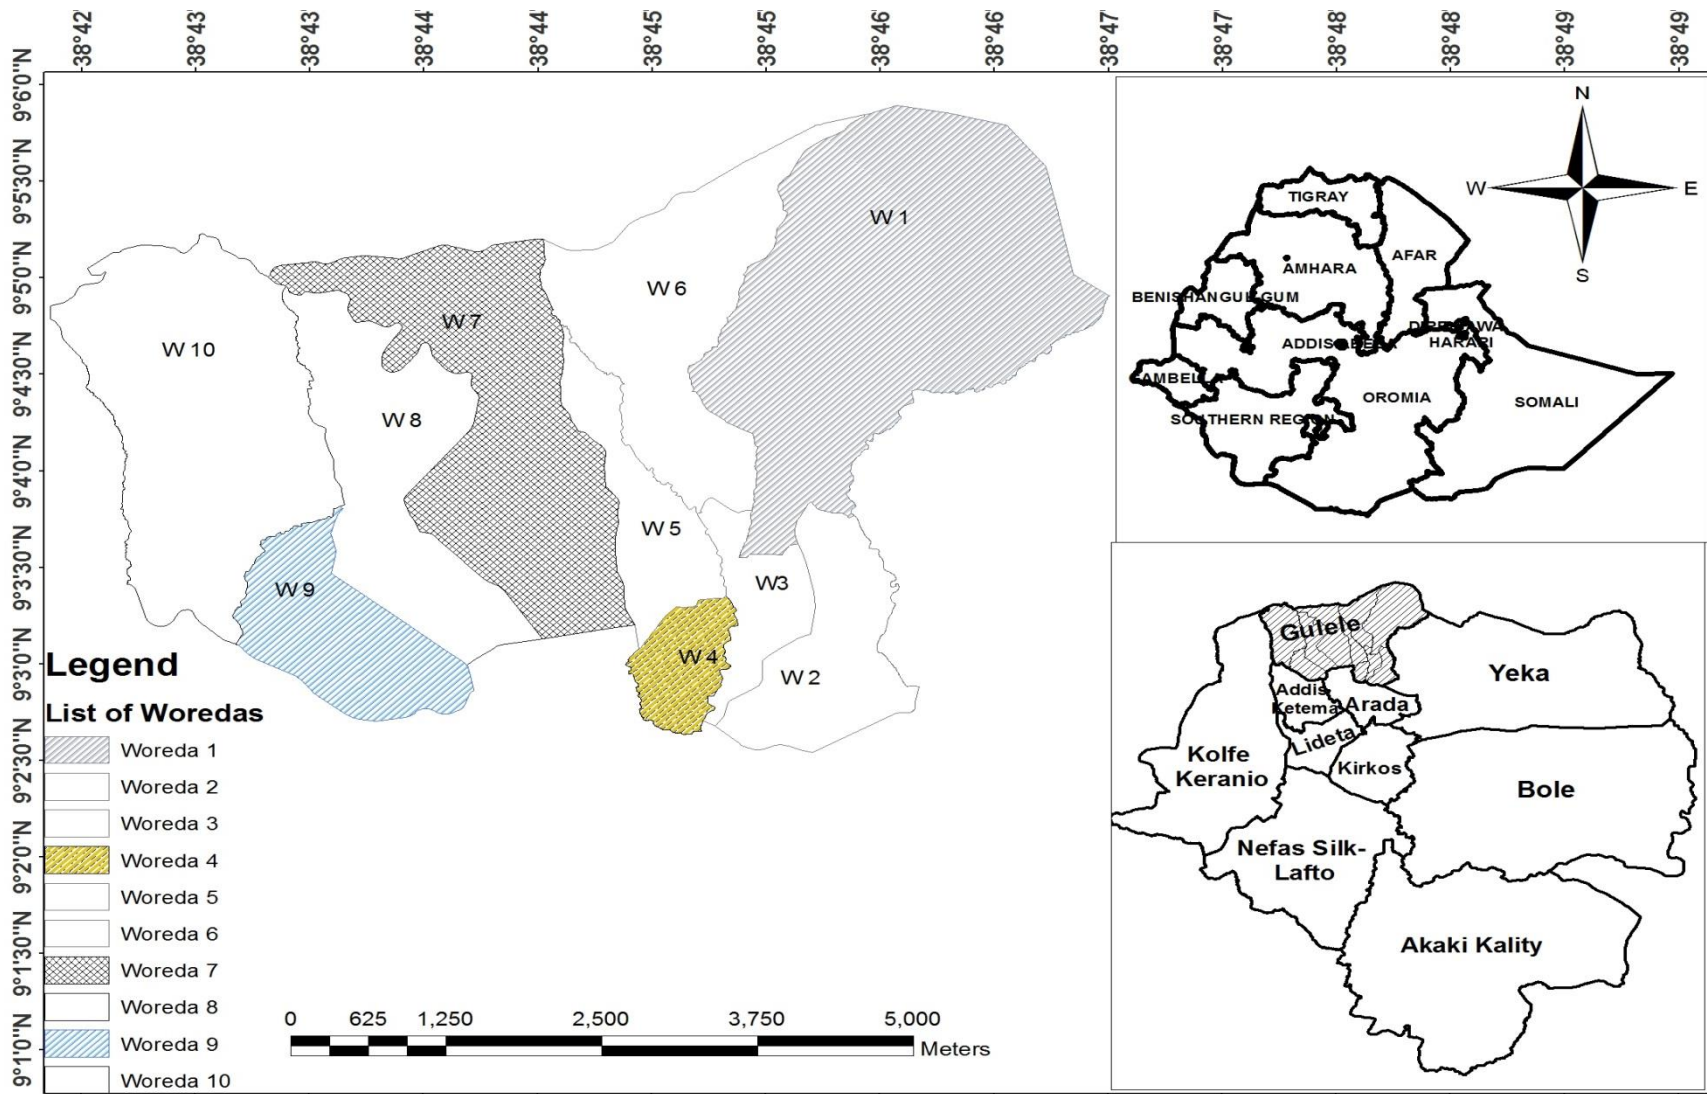 38°42
38°43
38°43
38°44
38°44
38°45
38°45
38°46
38°46
38°47
38°47
38°48
38°48
38°49
38°49
9°6'0"N
9°5'30"N
9°5'0"N
9°4'30"N
9°4'0"N
9°3'30"N
9°3'0"N
9°2'30"N
9°2'0"N
9°1'30"N
9°1'0"N
W 1
W 6
W 7
W 10
W 8
W 5
W 9
W3
W 4
W 2
Legend
List of Woredas
Woreda 1
Woreda 2
Woreda 3
Woreda 4
Woreda 5
Woreda 6
Woreda 7
Woreda 8
Woreda 9
Woreda 10
0 625 1,250 2,500 3,750 5,000
Meters
N
W E
S
TIGRAY
AFAR
AMHARA
BENISHANGUL GUM
HARARI
OROMIA
SOMALI
SOUTHERN REGION
Gulele
Yeka
Addis
Ketema
Arada
Lideta
Kolfe
Keranio
Kirkos
Bole
Nefas Silk-
Lafto
Akaki Kality